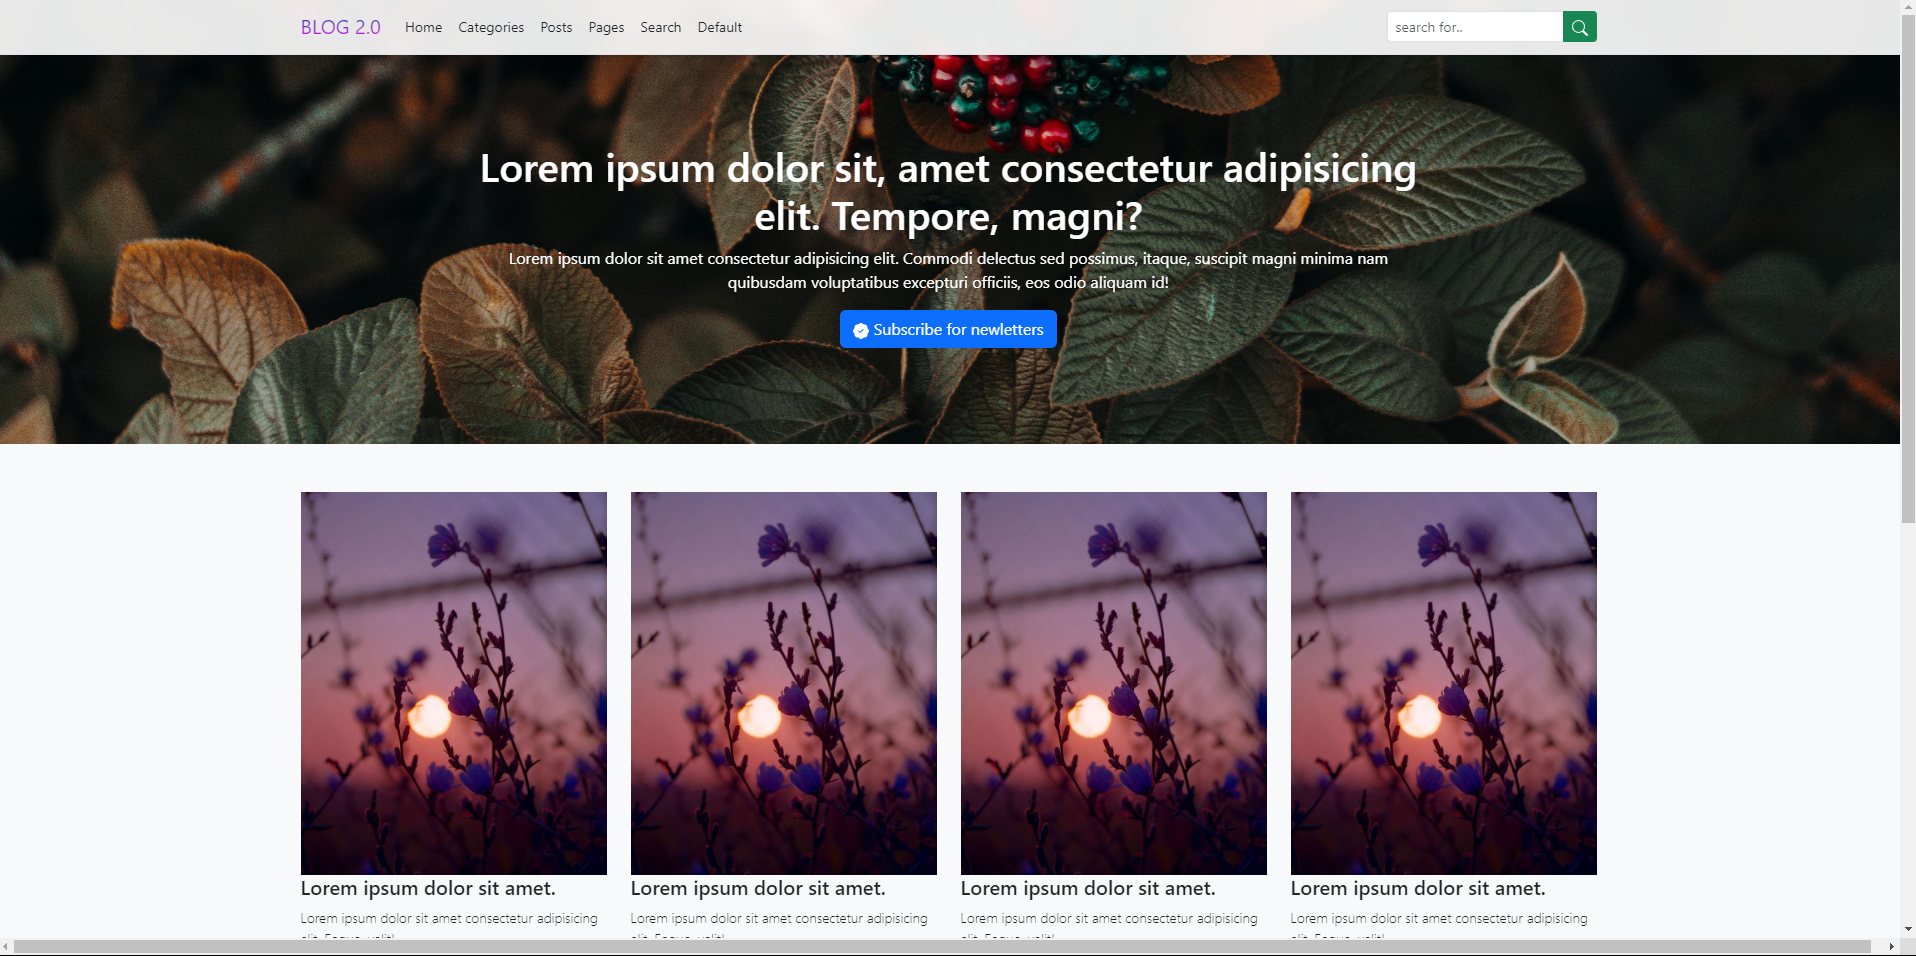 BLOG 2.0 Home Categories Posts Pages Search Default search for..
Lorem ipsum dolor sit, amet consectetur adipisicing
elit. Tempore, magni?
Lorem ipsum dolor sit amet consectetur adipisicing elit. Commodi delectus sed possimus, itaque, suscipit magni minima nam
quibusdam voluptatibus excepturi officiis, eos odio aliquam id!
Subscribe for newletters
Lorem ipsum dolor sit amet.
Lorem ipsum dolor sit amet consectetur adipisicing
Lorem ipsum dolor sit amet.
Lorem ipsum dolor sit amet consectetur adipisicing
Lorem ipsum dolor sit amet.
Lorem ipsum dolor sit amet consectetur adipisicing
Lorem ipsum dolor sit amet.
Lorem ipsum dolor sit amet consectetur adipisicing